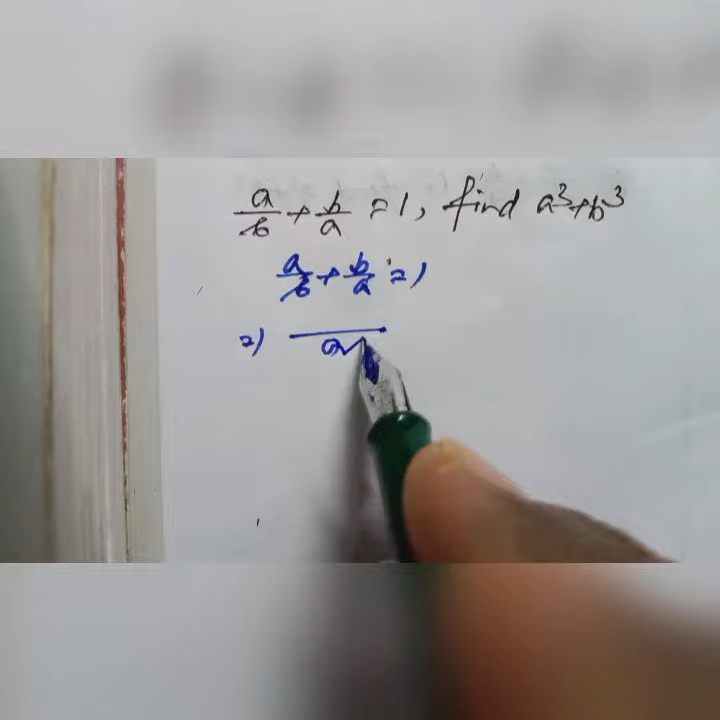 a/b + b/a = 1, find a³+b³
a/b + b/a = 1
⇒) a